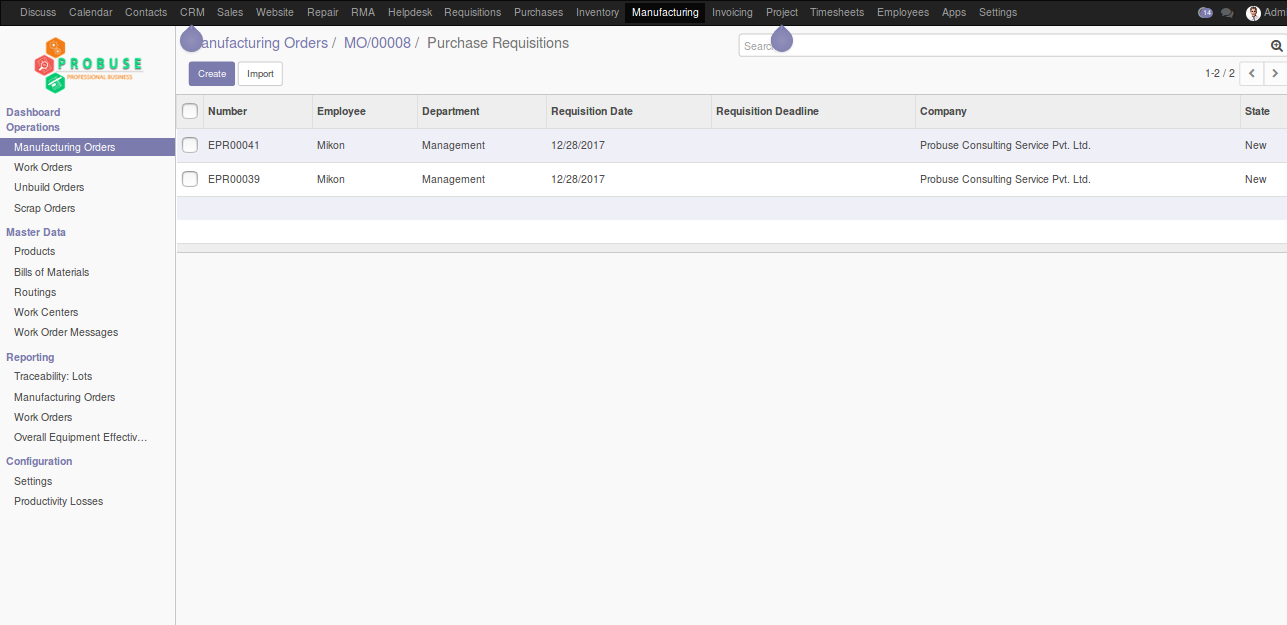 Discuss Calendar Contacts CRM Sales Website Repair RMA Helpdesk Requisitions Purchases Inventory Manufacturing Invoicing Project Timesheets Employees Apps Settings 14 Adm
PROBUSE
PROFESSIONAL BUSINESS
anufacturing Orders / MO/00008 / Purchase Requisitions
Search
Create Import
1-2 / 2
Dashboard
Operations
Manufacturing Orders
Work Orders
Unbuild Orders
Scrap Orders
Master Data
Products
Bills of Materials
Routings
Work Centers
Work Order Messages
Reporting
Traceability: Lots
Manufacturing Orders
Work Orders
Overall Equipment Effectiv...
Configuration
Settings
Productivity Losses
Number Employee Department Requisition Date Requisition Deadline Company State
EPR00041 Mikon Management 12/28/2017 Probuse Consulting Service Pvt. Ltd. New
EPR00039 Mikon Management 12/28/2017 Probuse Consulting Service Pvt. Ltd. New